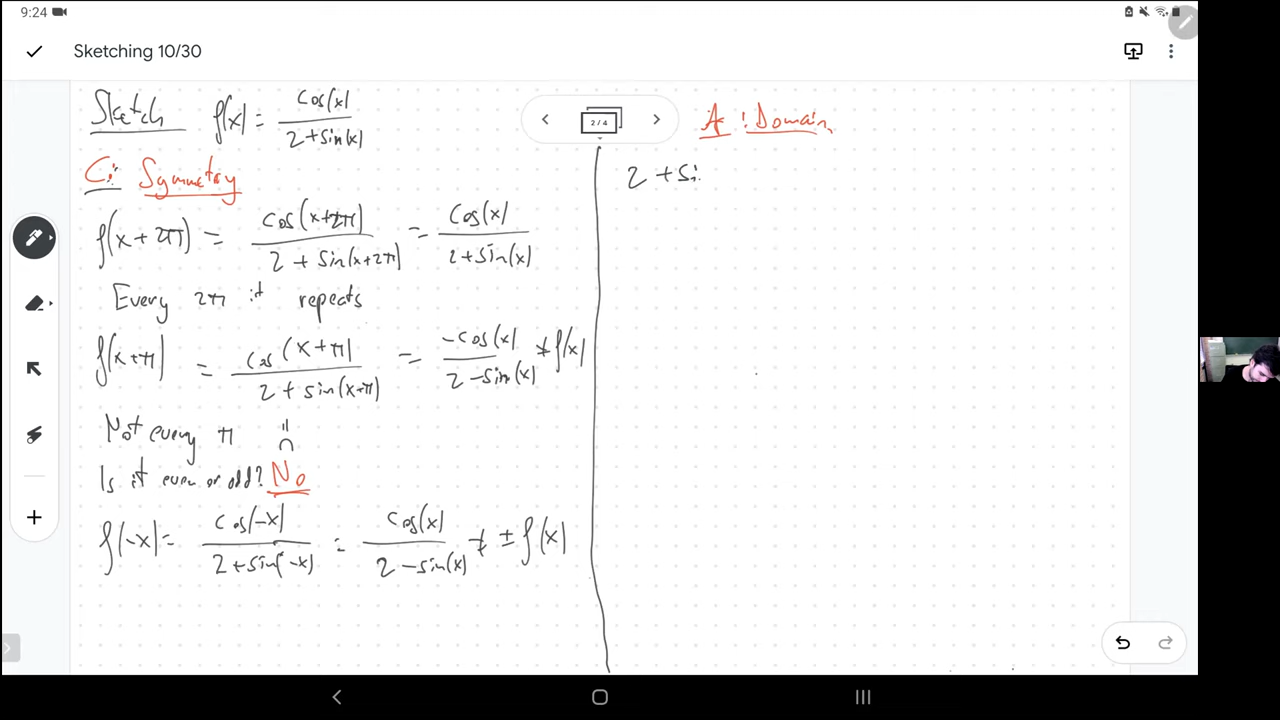 9:24
Sketching 10/30
Sketch f(x) = cos(x) / 2+sin(x)
2 / 4
A: Domain
C: Symmetry
2 + Si
f(x+2π) = cos(x+2π) / 2 + sin(x+2π) = cos(x) / 2+sin(x)
Every 2π it repeats
f(x+π) = cos(x+π) / 2 + sin(x+π) = -cos(x) / 2-sin(x) ≠ f(x)
Not every π
Is it even or odd? No
f(-x) = cos(-x) / 2+sin(-x) = cos(x) / 2-sin(x) ≠ ± f(x)